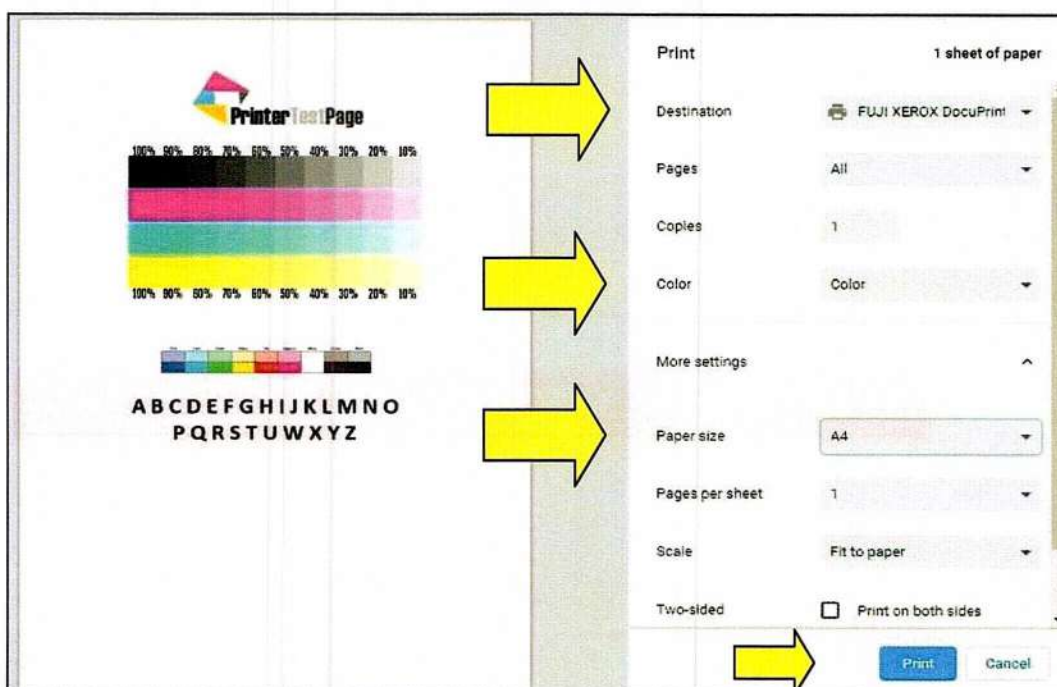 PrinterTestPage
100% 90% 80% 70% 60% 50% 40% 30% 20% 10%
100% 90% 80% 70% 60% 50% 40% 30% 20% 10%
ABCDEFGHIJKLMNO
PQRSTUWXYZ
Print 1 sheet of paper
Destination FUJI XEROX DocuPrint
Pages All
Copies 1
Color Color
More settings
Paper size A4
Pages per sheet 1
Scale Fit to paper
Two-sided Print on both sides
Print Cancel